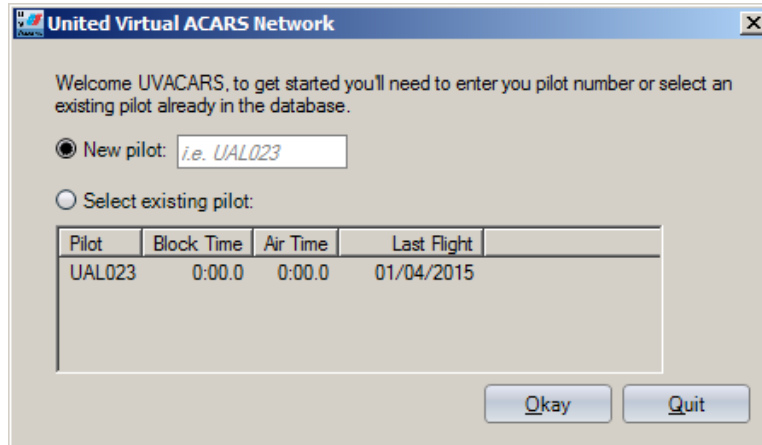 United Virtual ACARS Network
Welcome UVACARS, to get started you'll need to enter you pilot number or select an
existing pilot already in the database.
New pilot: i.e. UAL023
Select existing pilot:
Pilot Block Time Air Time Last Flight
UAL023 0:00.0 0:00.0 01/04/2015
Okay Quit